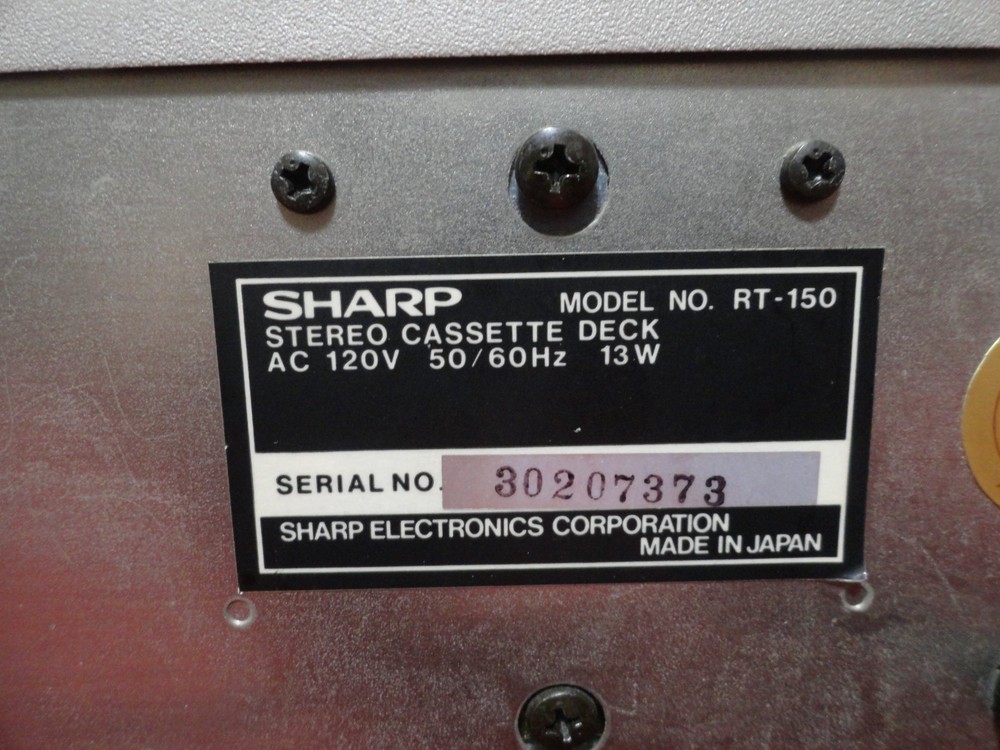 SHARP MODEL NO. RT-150
STEREO CASSETTE DECK
AC 120V 50/60Hz 13W
SERIAL NO. 30207373
SHARP ELECTRONICS CORPORATION
MADE IN JAPAN